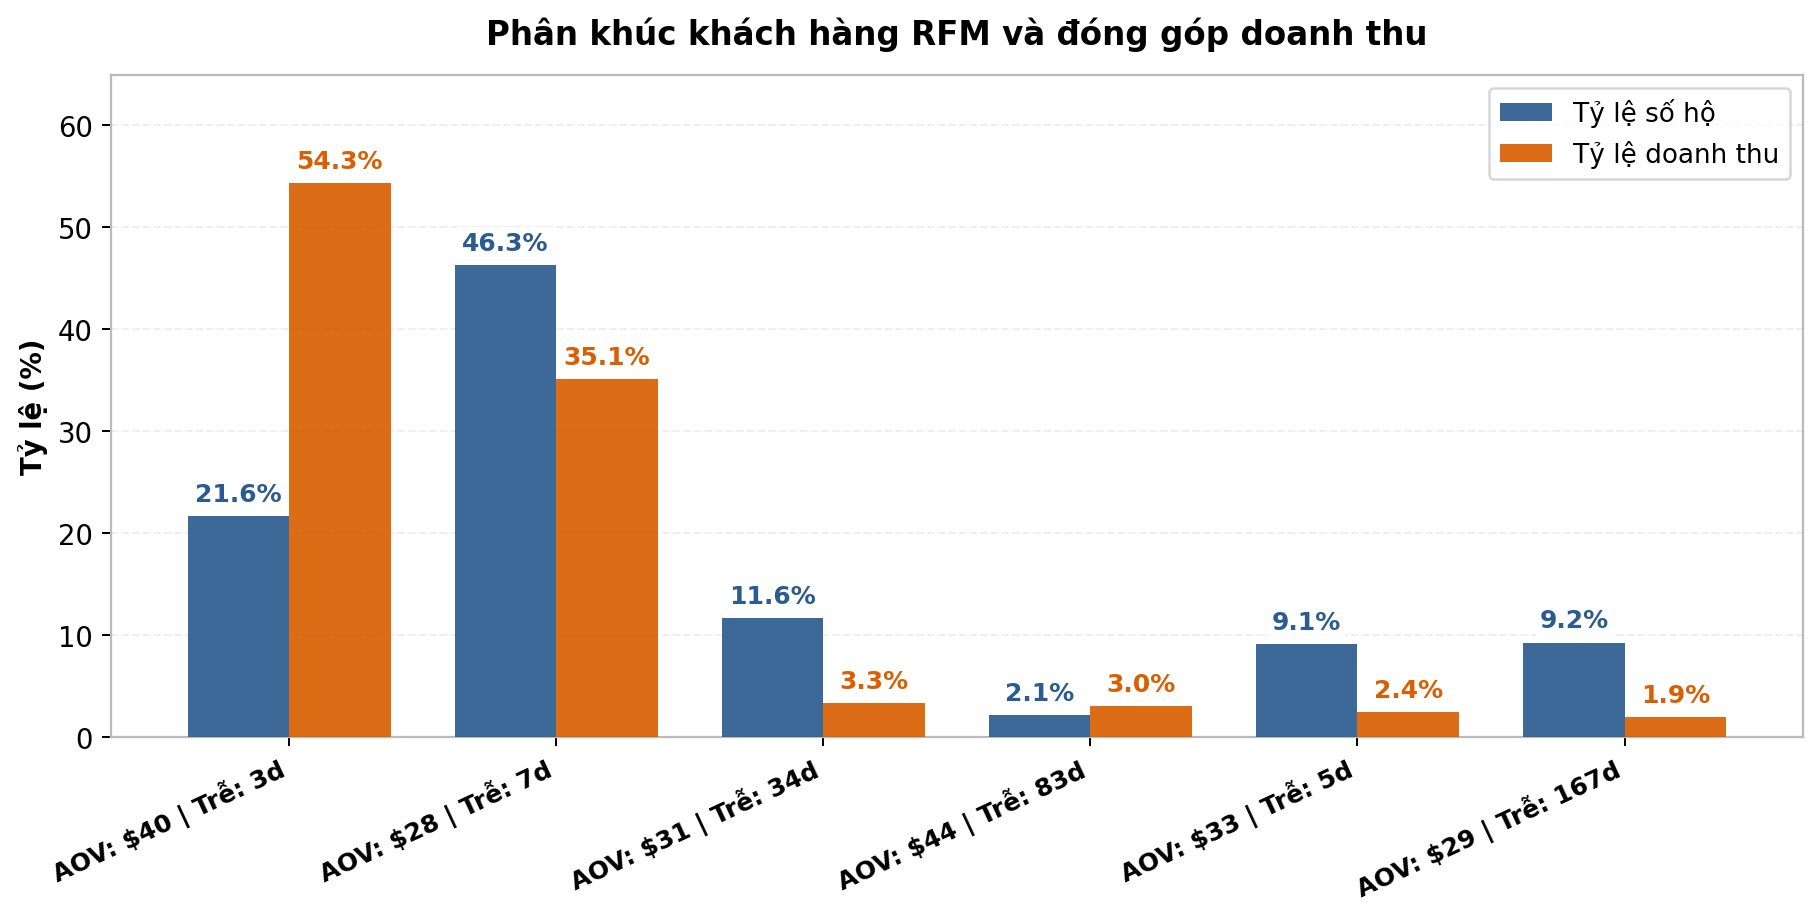 Phân khúc khách hàng RFM và đóng góp doanh thu
Tỷ lệ số hộ
Tỷ lệ doanh thu
Tỷ lệ (%)
60
50
40
30
20
10
0
21.6%
54.3%
46.3%
35.1%
11.6%
3.3%
2.1%
3.0%
9.1%
2.4%
9.2%
1.9%
AOV: $40 | Trễ: 3d
AOV: $28 | Trễ: 7d
AOV: $31 | Trễ: 34d
AOV: $44 | Trễ: 83d
AOV: $33 | Trễ: 5d
AOV: $29 | Trễ: 167d